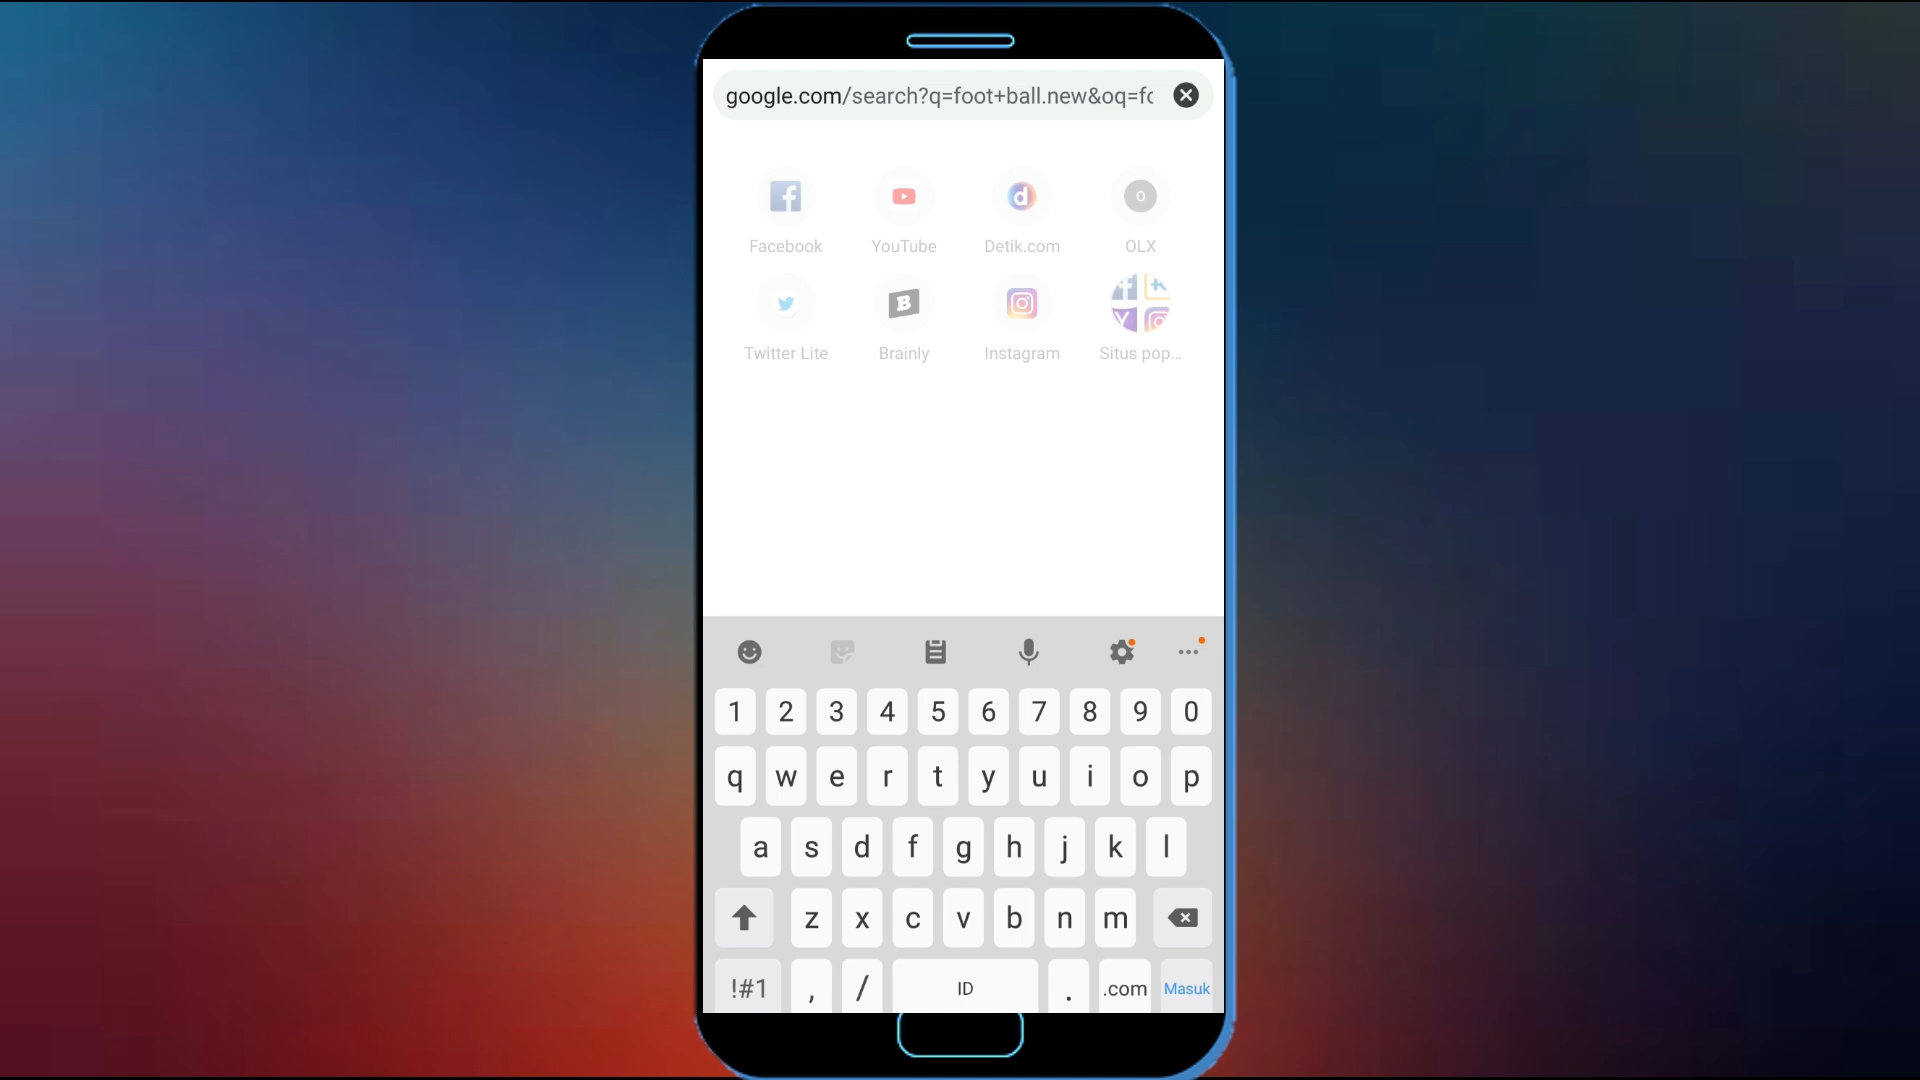 google.com/search?q=foot+ball.new&oq=fc
d O
Facebook YouTube Detik.com OLX
B
Twitter Lite Brainly Instagram Situs pop...
1 2 3 4 5 6 7 8 9 0
q w e r t y u i o p
a s d f g h j k l
z x c v b n m
!#1 , / ID . .com Masuk